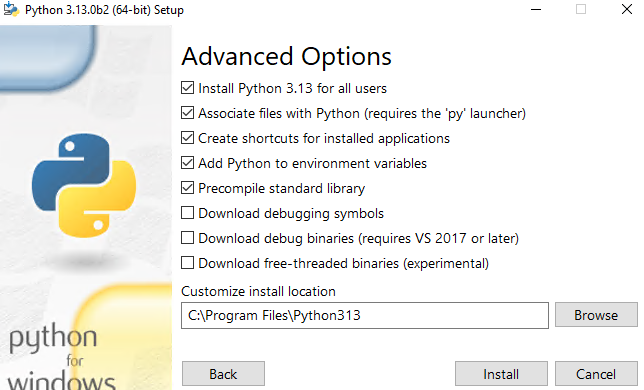 Python 3.13.0b2 (64-bit) Setup
Advanced Options
Install Python 3.13 for all users
Associate files with Python (requires the 'py' launcher)
Create shortcuts for installed applications
Add Python to environment variables
Precompile standard library
Download debugging symbols
Download debug binaries (requires VS 2017 or later)
Download free-threaded binaries (experimental)
Customize install location
C:\Program Files\Python313
Browse
python
for
windows
Back
Install
Cancel